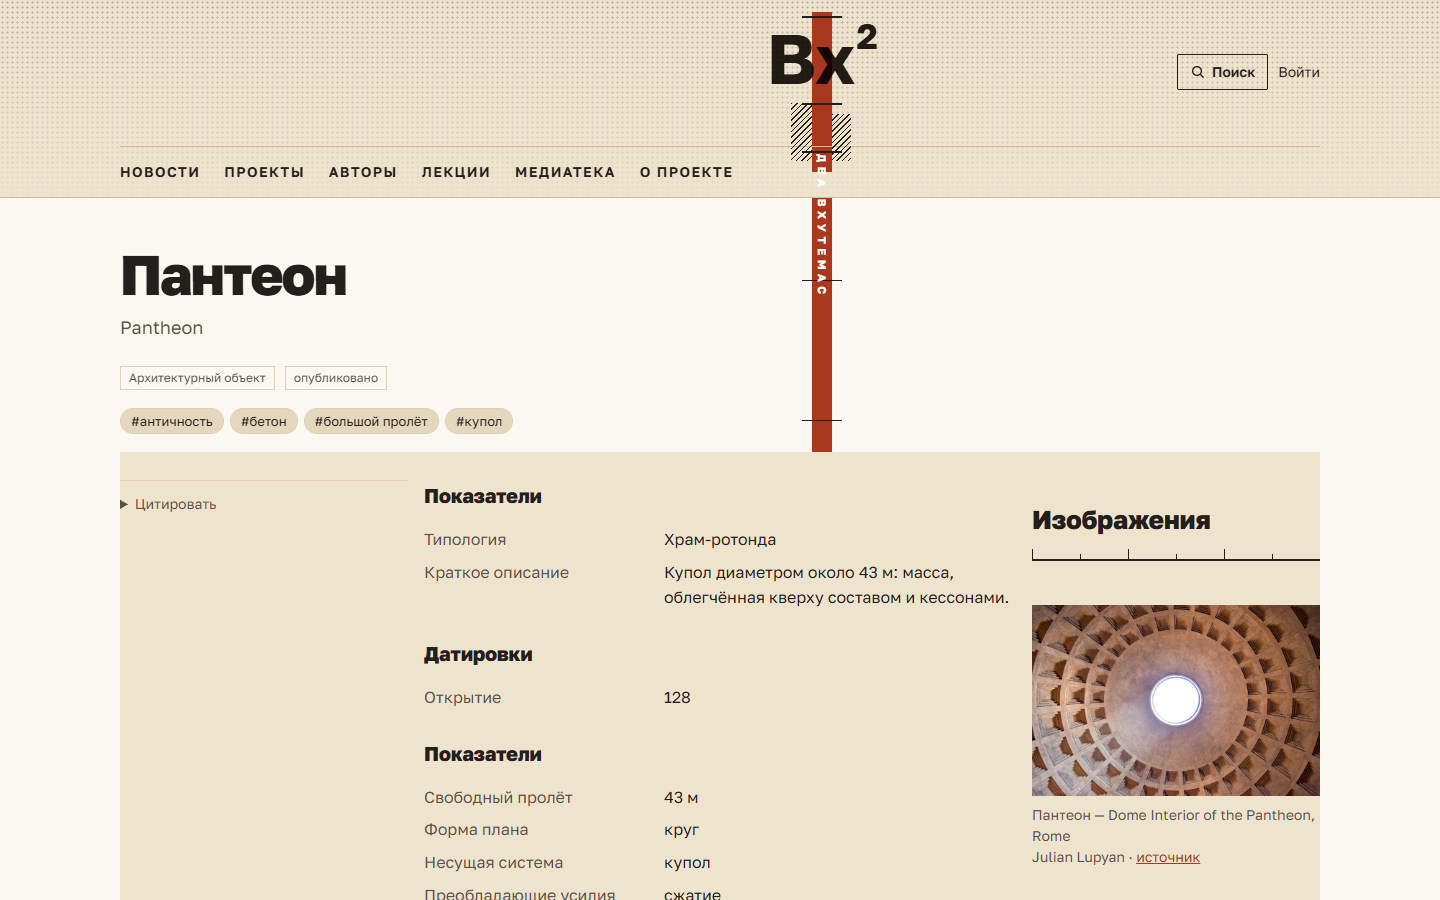 Вх²
Поиск
Войти
НОВОСТИ ПРОЕКТЫ АВТОРЫ ЛЕКЦИИ МЕДИАТЕКА О ПРОЕКТЕ
ДВА ВХУТЕМАС
Пантеон
Pantheon
Архитектурный объект опубликовано
#античность #бетон #большой пролёт #купол
Цитировать
Показатели
Типология Храм-ротонда
Краткое описание Купол диаметром около 43 м: масса,
облегчённая кверху составом и кессонами.
Датировки
Открытие 128
Показатели
Свободный пролёт 43 м
Форма плана круг
Несущая система купол
Преобладающие усилия сжатие
Изображения
Пантеон — Dome Interior of the Pantheon,
Rome
Julian Lupyan · источник